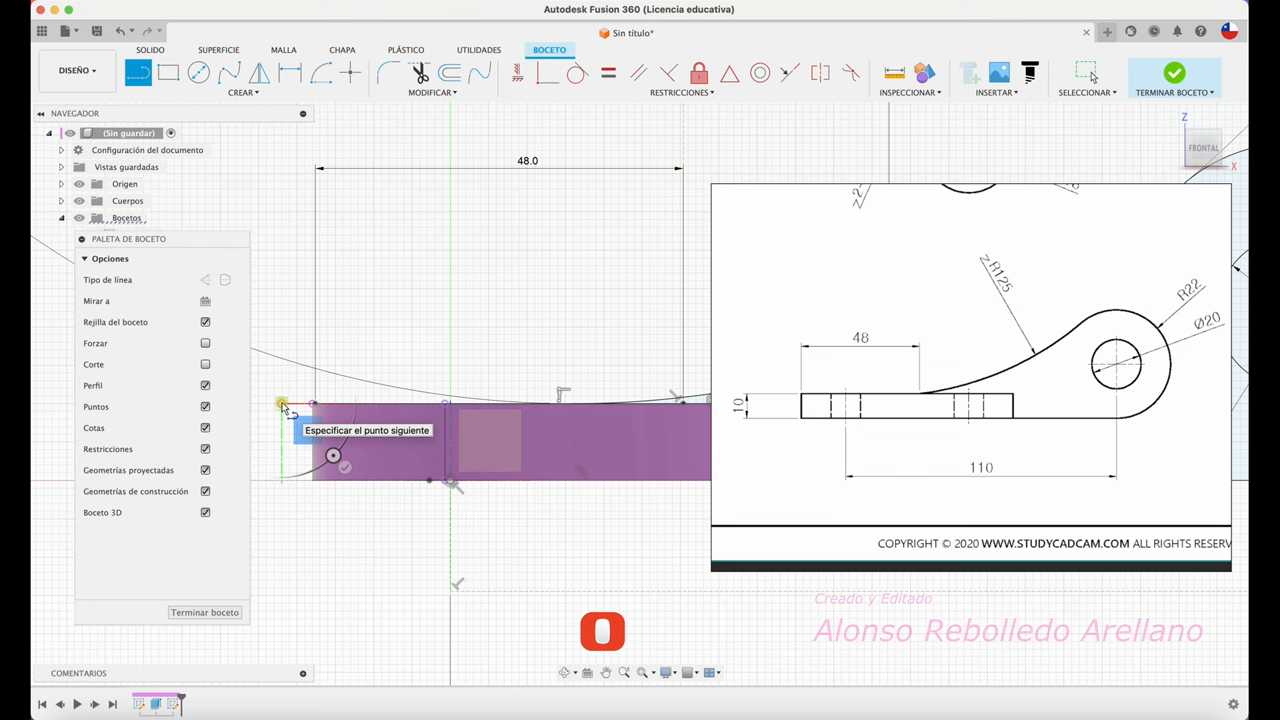 Autodesk Fusion 360 (Licencia educativa)
Sin título*
DISEÑO
SOLIDO
SUPERFICIE
MALLA
CHAPA
PLÁSTICO
UTILIDADES
BOCETO
CREAR
MODIFICAR
RESTRICCIONES
INSPECCIONAR
INSERTAR
SELECCIONAR
TERMINAR BOCETO
NAVEGADOR
(Sin guardar)
Configuración del documento
Vistas guardadas
Origen
Cuerpos
Bocetos
PALETA DE BOCETO
Opciones
Tipo de línea
Mirar a
Rejilla del boceto
Forzar
Corte
Perfil
Puntos
Cotas
Restricciones
Geometrías proyectadas
Geometrías de construcción
Boceto 3D
Terminar boceto
COMENTARIOS
48.0
Especificar el punto siguiente
Z
FRONTAL
X
R125
R22
Ø20
48
10
110
COPYRIGHT © 2020 WWW.STUDYCADCAM.COM ALL RIGHTS RESERV
Creado y Editado
Alonso Rebolledo Arellano